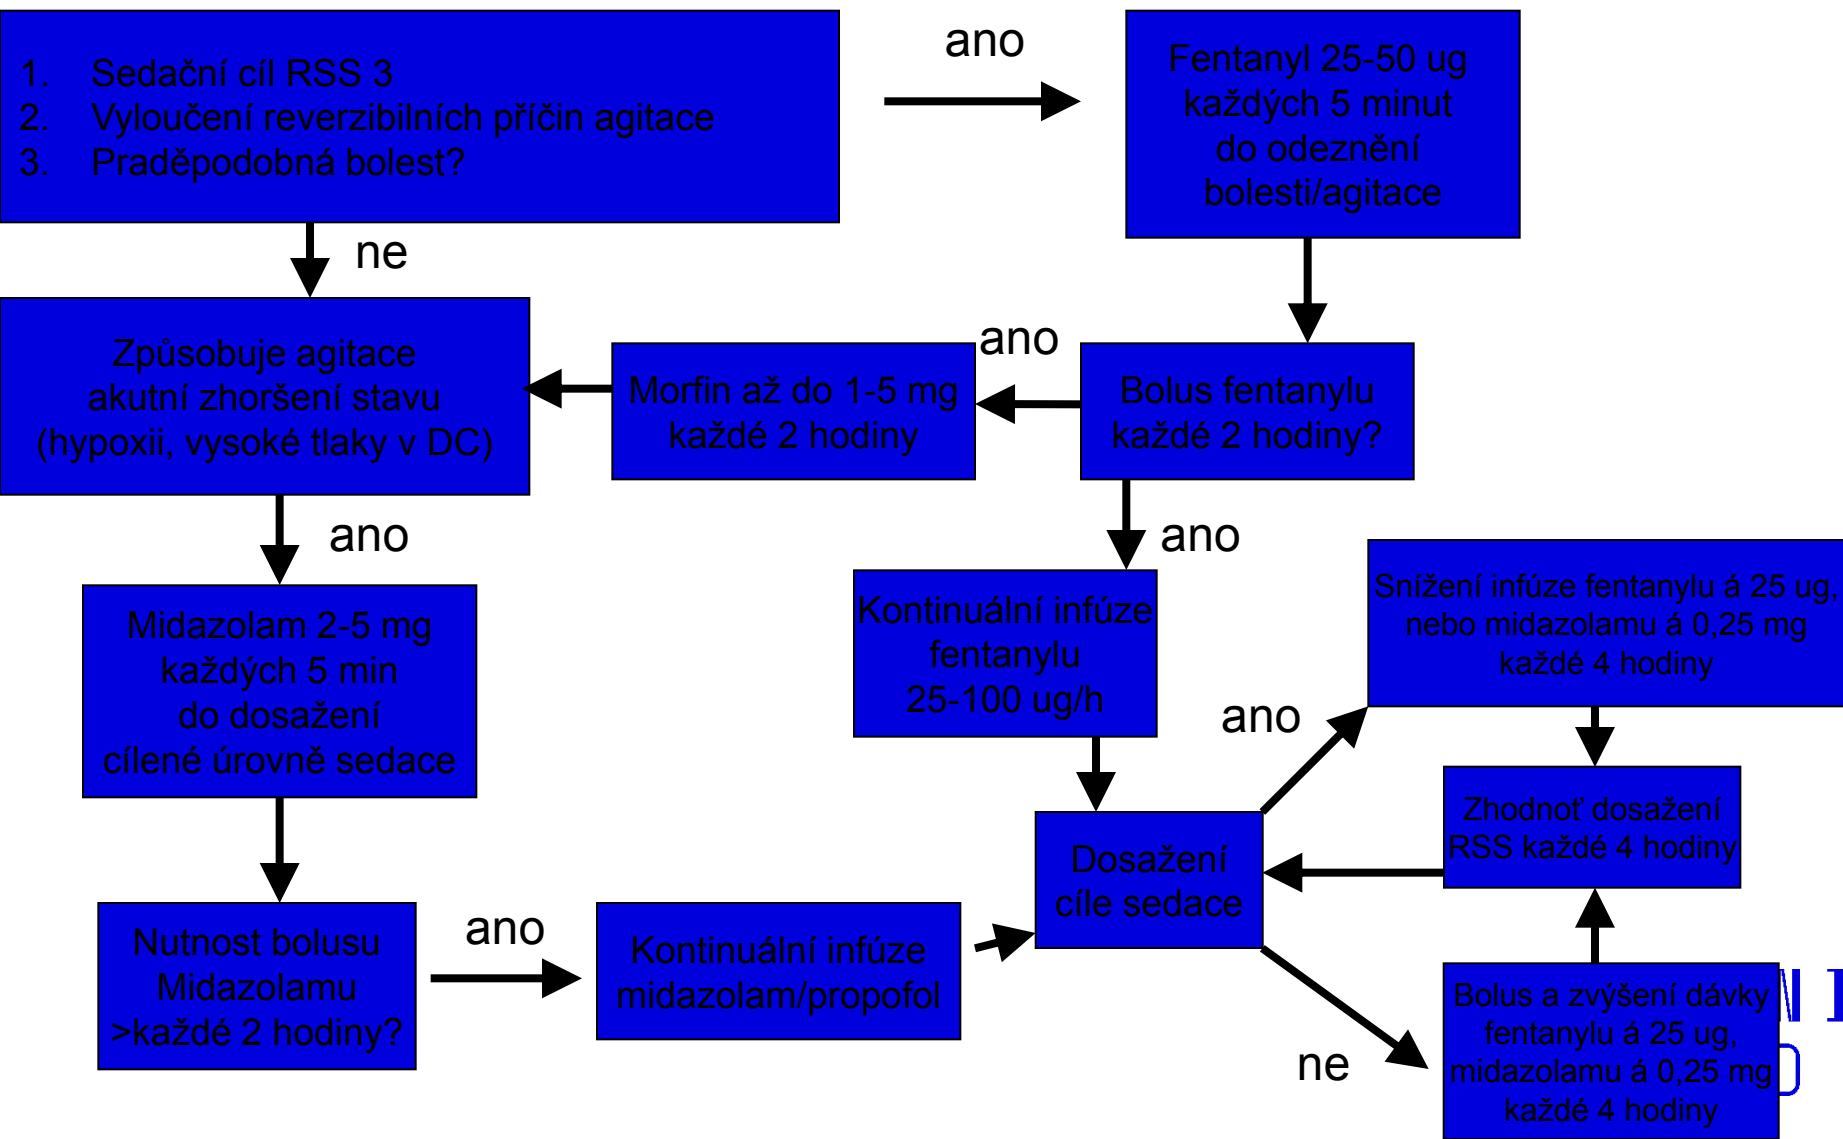 1. Sedační cíl RSS 3
2. Vyloučení reverzibilních příčin agitace
3. Praděpodobná bolest?
ano
Fentanyl 25-50 ug
každých 5 minut
do odeznění
bolesti/agitace
ne
Způsobuje agitace
akutní zhoršení stavu
(hypoxii, vysoké tlaky v DC)
Morfin až do 1-5 mg
každé 2 hodiny
ano
Bolus fentanylu
každé 2 hodiny?
ano
Midazolam 2-5 mg
každých 5 min
do dosažení
cílené úrovně sedace
ano
Kontinuální infúze
fentanylu
25-100 ug/h
Snížení infúze fentanylu á 25 ug,
nebo midazolamu á 0,25 mg
každé 4 hodiny
ano
Zhodnoť dosažení
RSS každé 4 hodiny
Dosažení
cíle sedace
Nutnost bolusu
Midazolamu
>každé 2 hodiny?
ano
Kontinuální infúze
midazolam/propofol
ne
Bolus a zvýšení dávky
fentanylu á 25 ug,
midazolamu á 0,25 mg
každé 4 hodiny